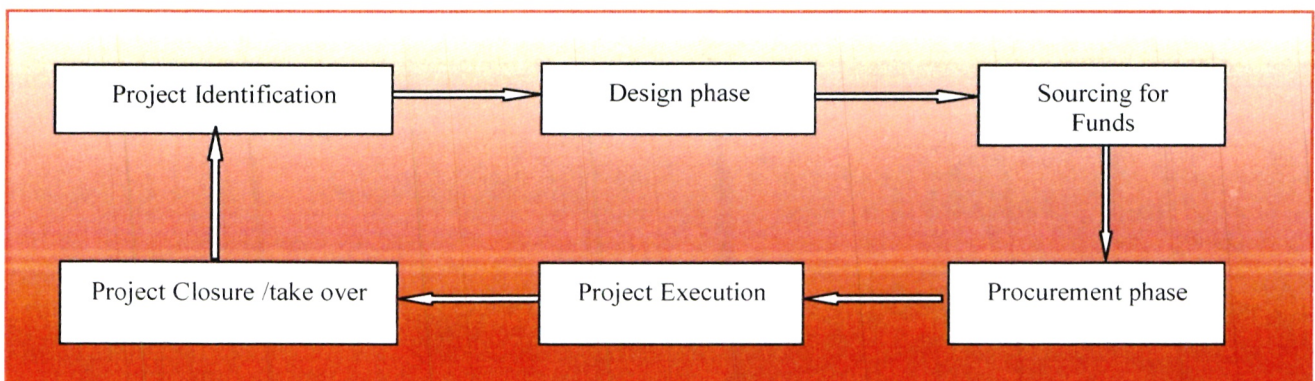 Project Identification
Design phase
Sourcing for
Funds
Project Closure /take over
Project Execution
Procurement phase